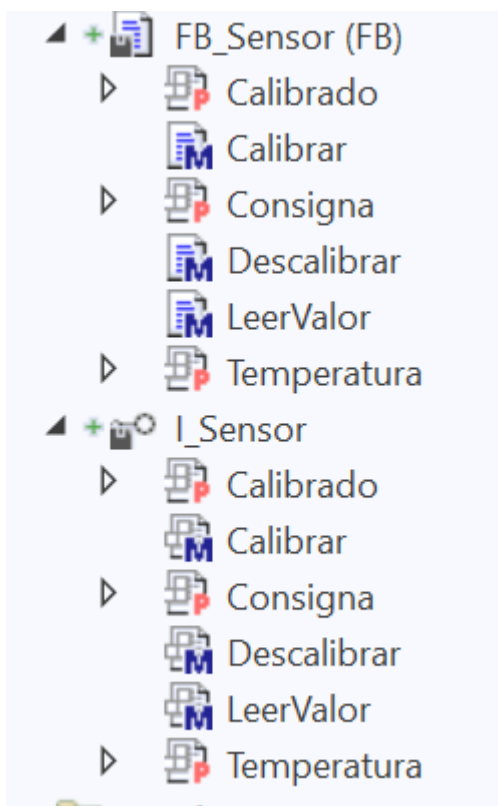 FB_Sensor (FB)
Calibrado
Calibrar
Consigna
Descalibrar
LeerValor
Temperatura
I_Sensor
Calibrado
Calibrar
Consigna
Descalibrar
LeerValor
Temperatura